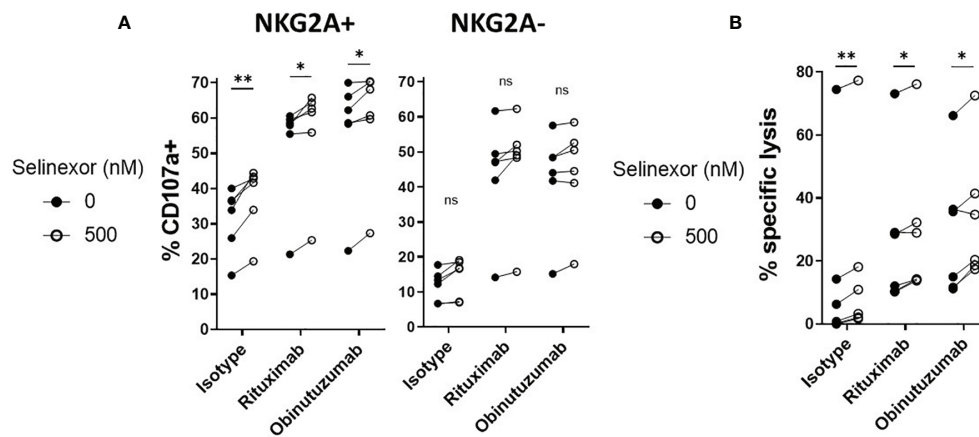 A
NKG2A+
NKG2A-
B
Selinexor (nM)
0
500
% CD107a+
70
60
50
40
30
20
10
0
**
*
*
Isotype
Rituximab
Obinutuzumab
70
60
50
40
30
20
10
0
ns
ns
ns
Isotype
Rituximab
Obinutuzumab
Selinexor (nM)
0
500
% specific lysis
80
60
40
20
0
**
*
*
Isotype
Rituximab
Obinutuzumab